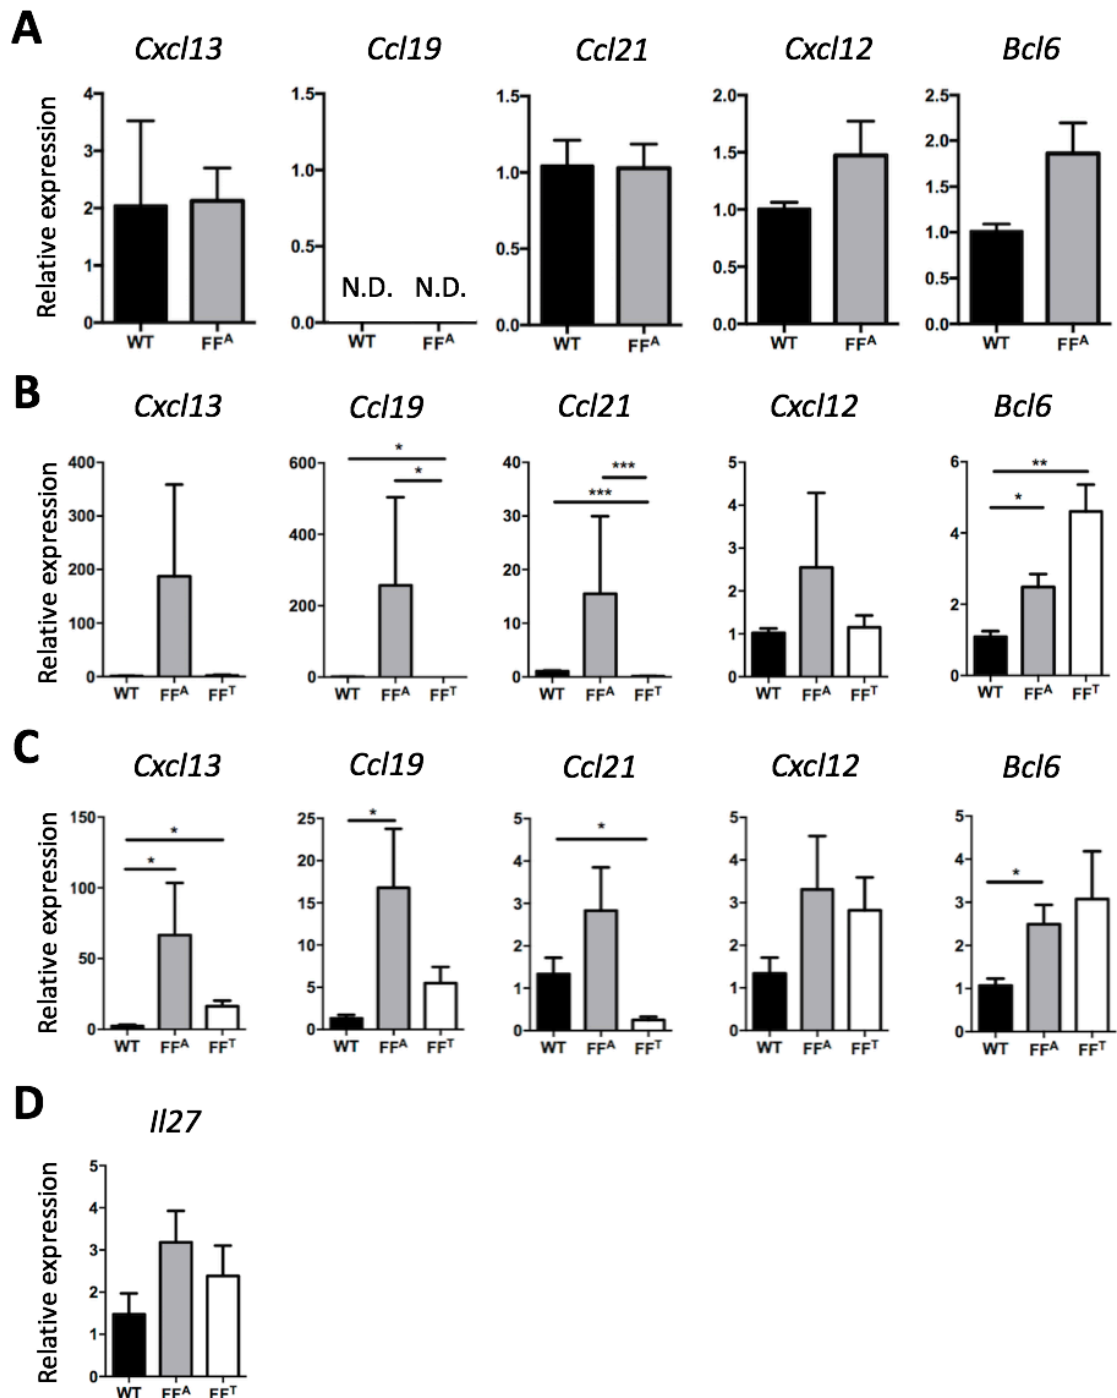 A
Cxcl13 Ccl19 Ccl21 Cxcl12 Bcl6
Relative expression
4 3 2 1 0
WT FFᴬ
1.5 1.0 0.5 0.0
N.D. N.D.
WT FFᴬ
1.5 1.0 0.5 0.0
WT FFᴬ
2.0 1.5 1.0 0.5 0.0
WT FFᴬ
2.5 2.0 1.5 1.0 0.5 0.0
WT FFᴬ
B
Cxcl13 Ccl19 Ccl21 Cxcl12 Bcl6
Relative expression
400 300 200 100 0
WT FFᴬ FFᵀ
600 400 200 0
*
*
WT FFᴬ FFᵀ
40 30 20 10 0
***
***
WT FFᴬ FFᵀ
5 4 3 2 1 0
WT FFᴬ FFᵀ
6 4 2 0
**
*
WT FFᴬ FFᵀ
C
Cxcl13 Ccl19 Ccl21 Cxcl12 Bcl6
Relative expression
150 100 50 0
*
*
WT FFᴬ FFᵀ
25 20 15 10 5 0
*
WT FFᴬ FFᵀ
5 4 3 2 1 0
*
WT FFᴬ FFᵀ
5 4 3 2 1 0
WT FFᴬ FFᵀ
5 4 3 2 1 0
*
WT FFᴬ FFᵀ
D
Il27
Relative expression
5 4 3 2 1 0
WT FFᴬ FFᵀ